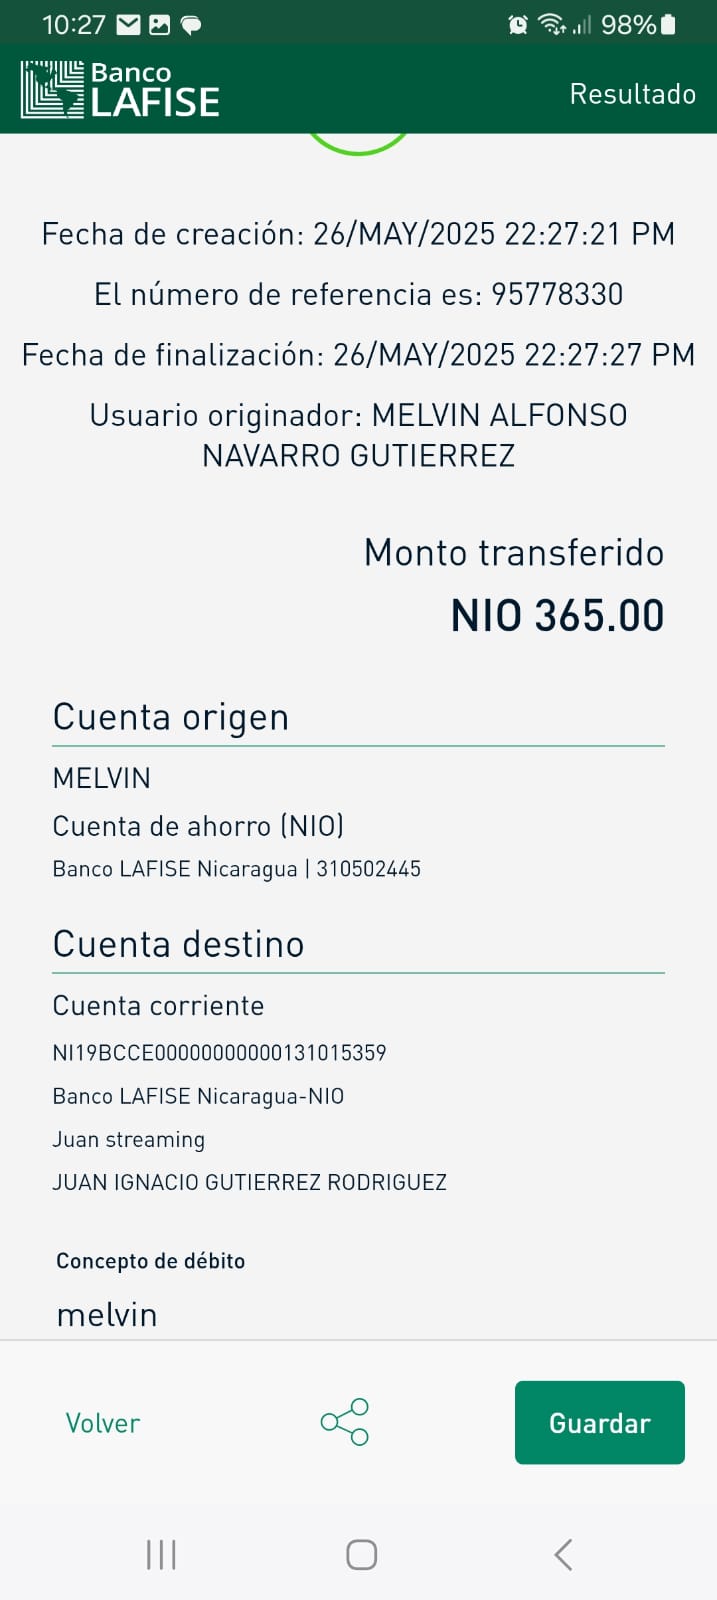 10:27 98%
Banco
LAFISE
Resultado
Fecha de creación: 26/MAY/2025 22:27:21 PM
El número de referencia es: 95778330
Fecha de finalización: 26/MAY/2025 22:27:27 PM
Usuario originador: MELVIN ALFONSO
NAVARRO GUTIERREZ
Monto transferido
NIO 365.00
Cuenta origen
MELVIN
Cuenta de ahorro (NIO)
Banco LAFISE Nicaragua | 310502445
Cuenta destino
Cuenta corriente
NI19BCCE00000000000131015359
Banco LAFISE Nicaragua-NIO
Juan streaming
JUAN IGNACIO GUTIERREZ RODRIGUEZ
Concepto de débito
melvin
Volver
Guardar